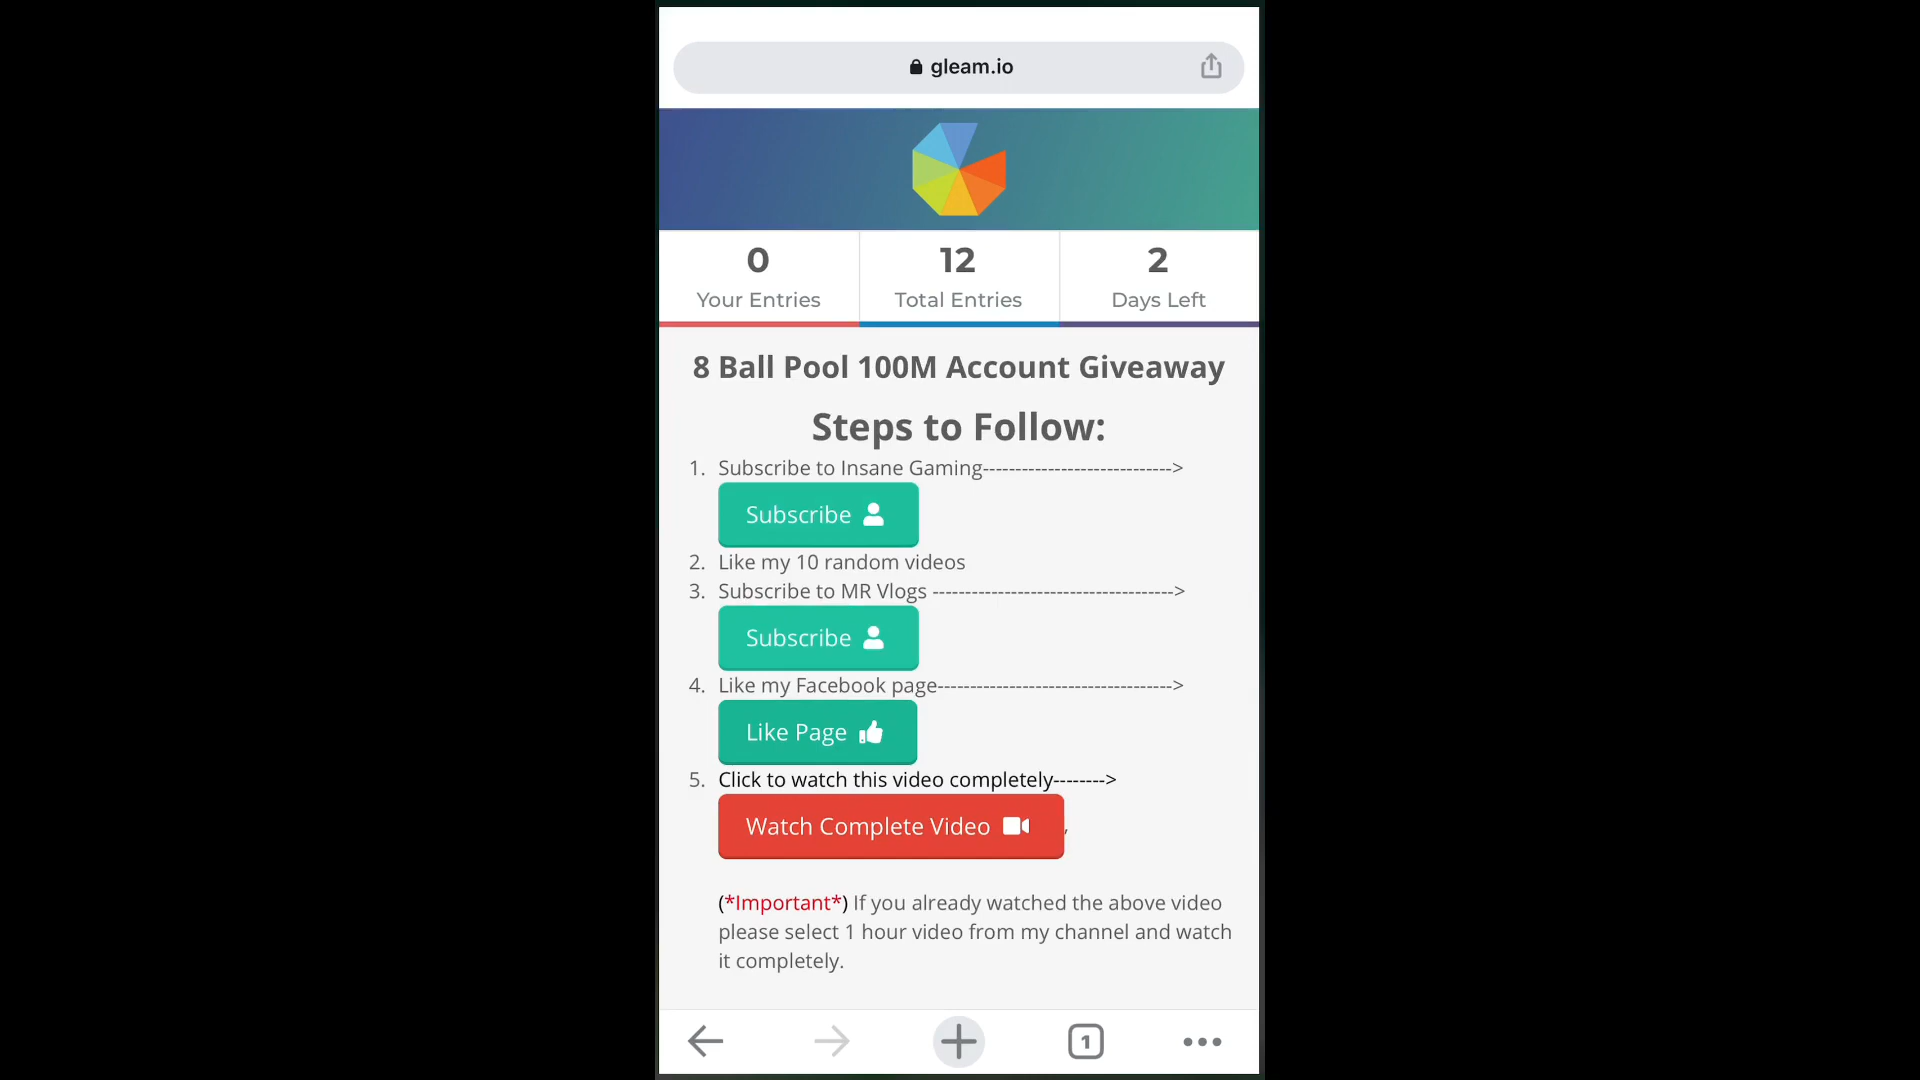 gleam.io
0
Your Entries
12
Total Entries
2
Days Left
8 Ball Pool 100M Account Giveaway
Steps to Follow:
1. Subscribe to Insane Gaming----------------------------->
Subscribe
2. Like my 10 random videos
3. Subscribe to MR Vlogs ------------------------------------->
Subscribe
4. Like my Facebook page------------------------------------>
Like Page
5. Click to watch this video completely-------->
Watch Complete Video ,
(*Important*) If you already watched the above video
please select 1 hour video from my channel and watch
it completely.
1